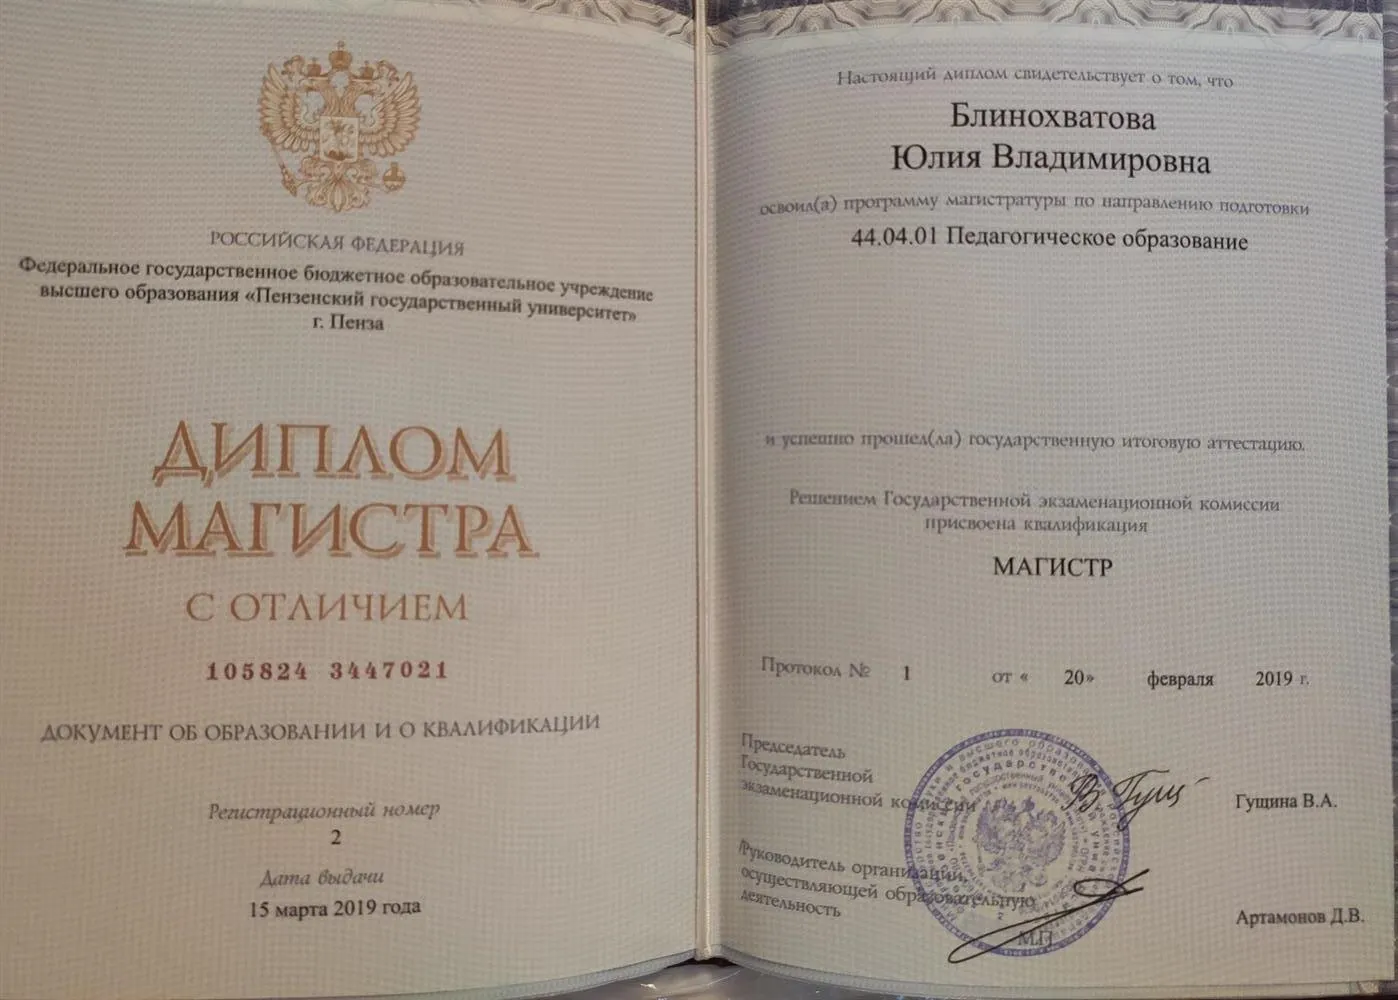 РОССИЙСКАЯ ФЕДЕРАЦИЯ
Федеральное государственное бюджетное образовательное учреждение
высшего образования «Пензенский государственный университет»
г. Пенза
ДИПЛОМ
МАГИСТРА
С ОТЛИЧИЕМ
105824 3447021
ДОКУМЕНТ ОБ ОБРАЗОВАНИИ И О КВАЛИФИКАЦИИ
Регистрационный номер
2
Дата выдачи
15 марта 2019 года
Настоящий диплом свидетельствует о том, что
Блинохватова
Юлия Владимировна
освоил(а) программу магистратуры по направлению подготовки
44.04.01 Педагогическое образование
и успешно прошел(ла) государственную итоговую аттестацию.
Решением Государственной экзаменационной комиссии
присвоена квалификация
МАГИСТР
Протокол № 1 от « 20» февраля 2019 г.
Председатель
Государственной
экзаменационной комиссии
Гущина В.А.
Руководитель организации,
осуществляющей образовательную
деятельность
Артамонов Д.В.
М.П.